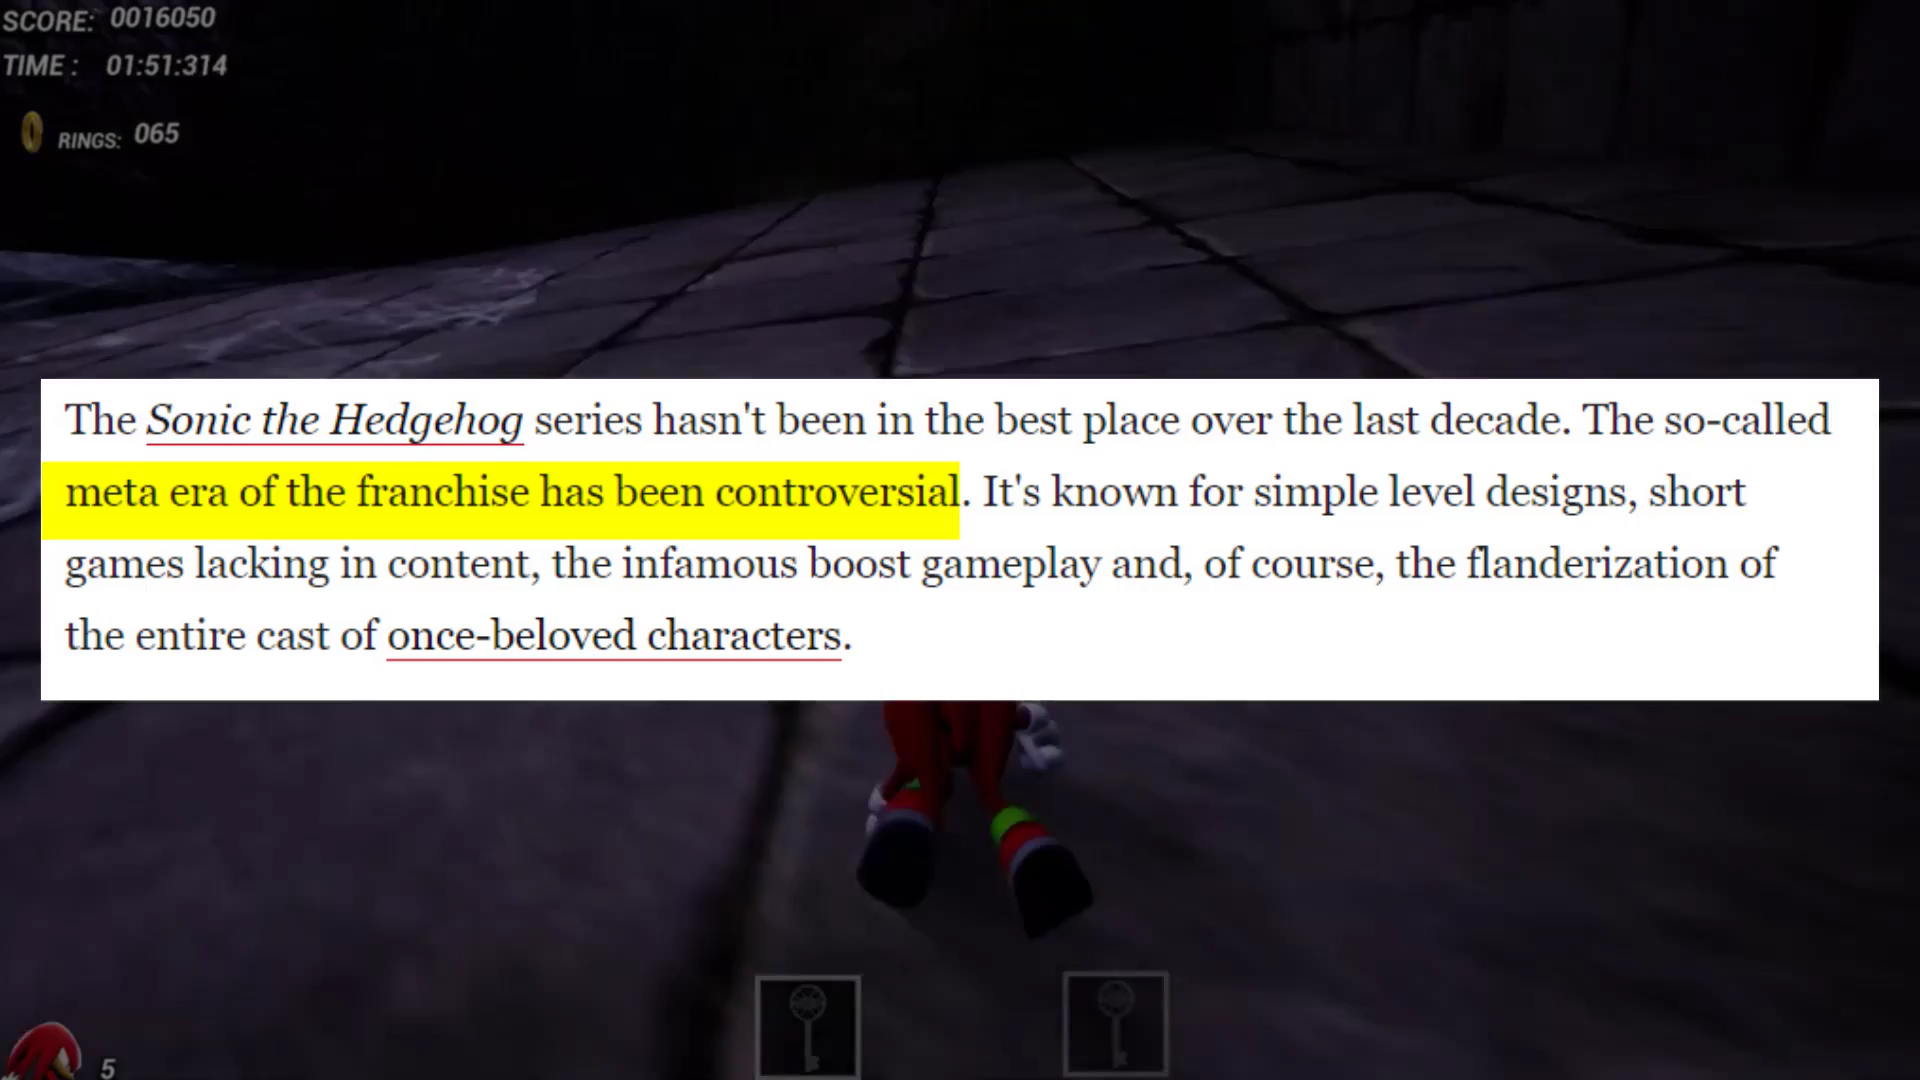 SCORE: 0016050
TIME : 01:51:314
RINGS: 065
The Sonic the Hedgehog series hasn't been in the best place over the last decade. The so-called
meta era of the franchise has been controversial. It's known for simple level designs, short
games lacking in content, the infamous boost gameplay and, of course, the flanderization of
the entire cast of once-beloved characters.
5